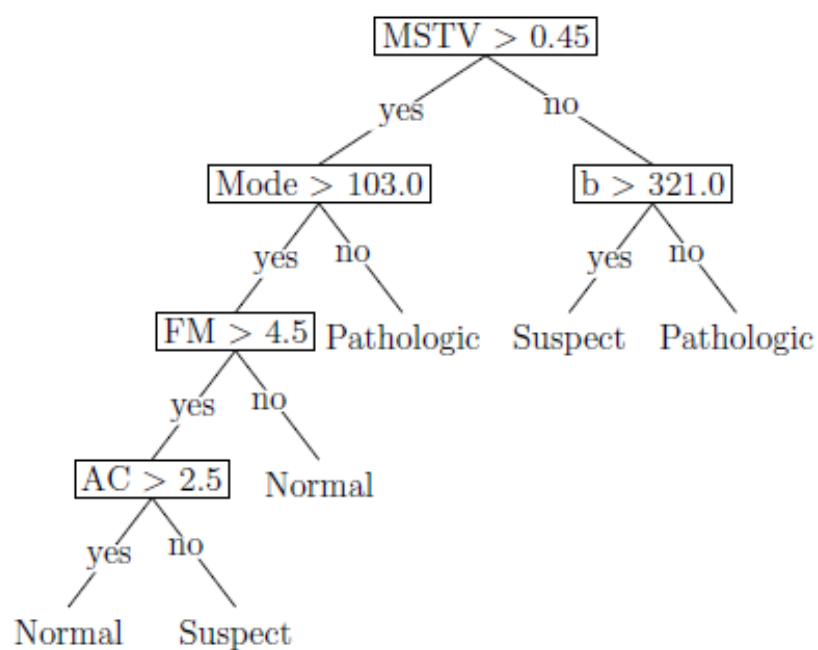 MSTV > 0.45
yes no
Mode > 103.0 b > 321.0
yes no yes no
FM > 4.5 Pathologic Suspect Pathologic
yes no
AC > 2.5 Normal
yes no
Normal Suspect